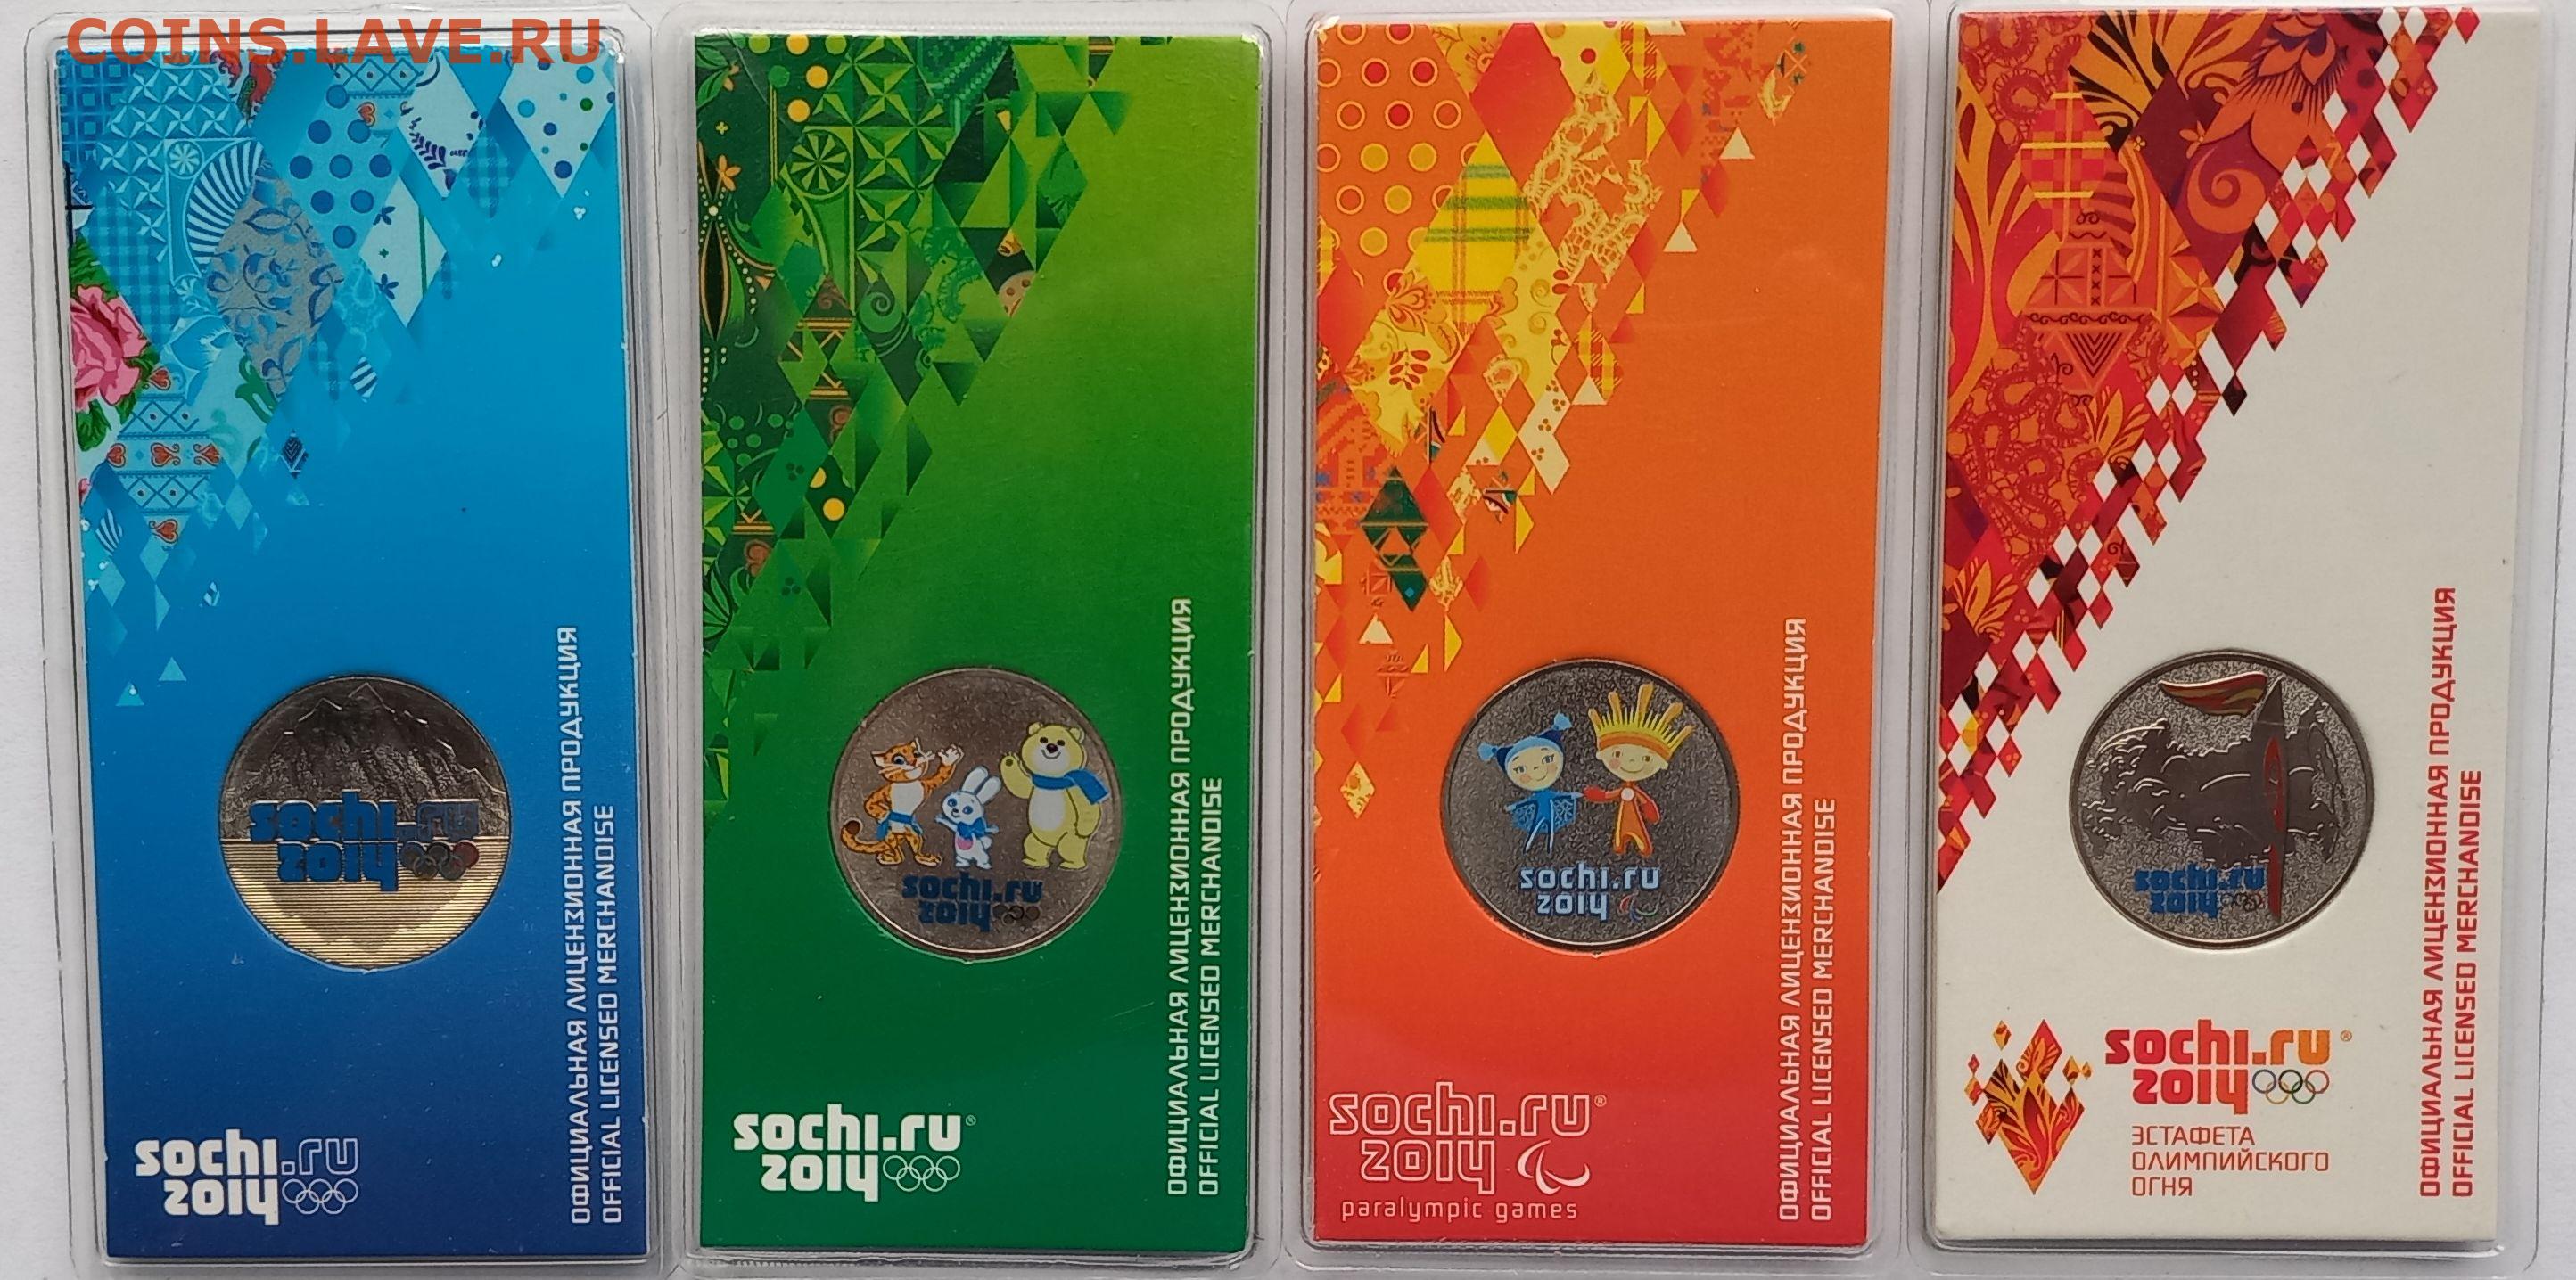 COINS.LAVE.RU
sochi.ru
2014
sochi.ru
2014
ОФИЦИАЛЬНАЯ ЛИЦЕНЗИОННАЯ ПРОДУКЦИЯ
OFFICIAL LICENSED MERCHANDISE
sochi.ru
2014
sochi.ru®
2014
ОФИЦИАЛЬНАЯ ЛИЦЕНЗИОННАЯ ПРОДУКЦИЯ
OFFICIAL LICENSED MERCHANDISE
sochi.ru
2014
sochi.ru®
2014
paralympic games
ОФИЦИАЛЬНАЯ ЛИЦЕНЗИОННАЯ ПРОДУКЦИЯ
OFFICIAL LICENSED MERCHANDISE
sochi.ru
2014
sochi.ru®
2014
ЭСТАФЕТА
ОЛИМПИЙСКОГО
ОГНЯ
ОФИЦИАЛЬНАЯ ЛИЦЕНЗИОННАЯ ПРОДУКЦИЯ
OFFICIAL LICENSED MERCHANDISE